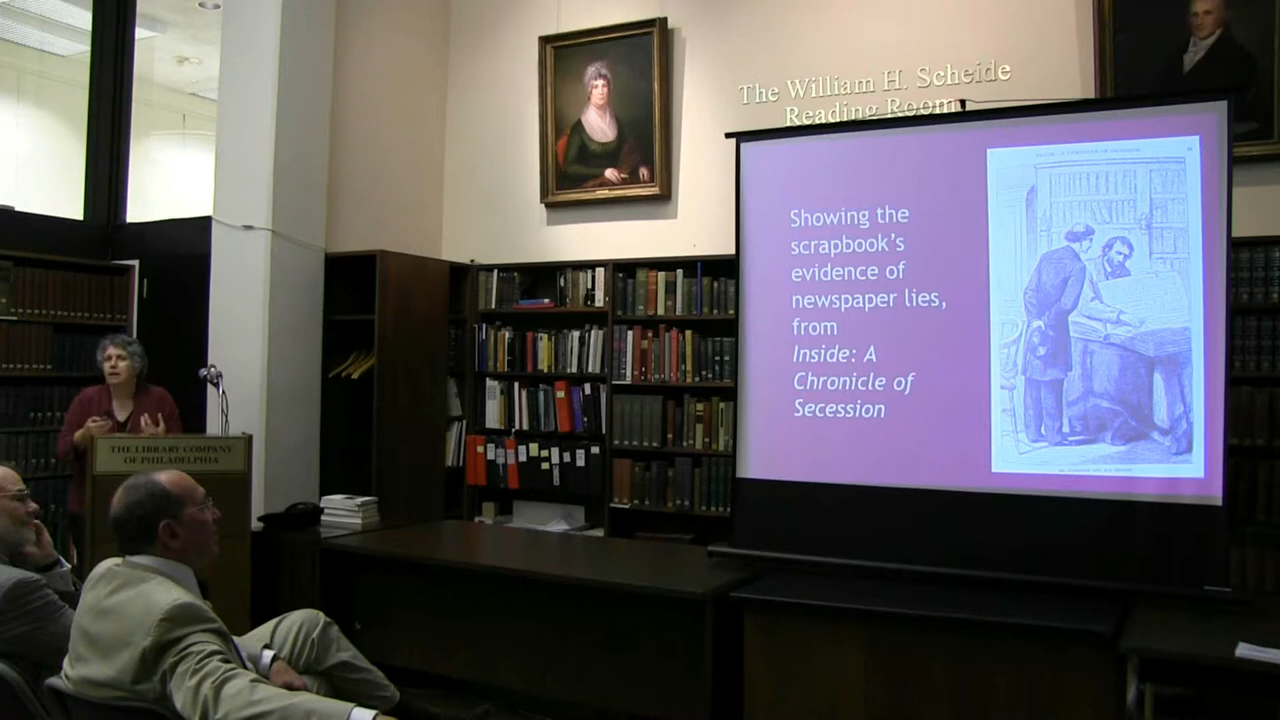 The William H. Scheide
Reading Room
Showing the
scrapbook's
evidence of
newspaper lies,
from
Inside: A
Chronicle of
Secession
THE LIBRARY COMPANY
OF PHILADELPHIA